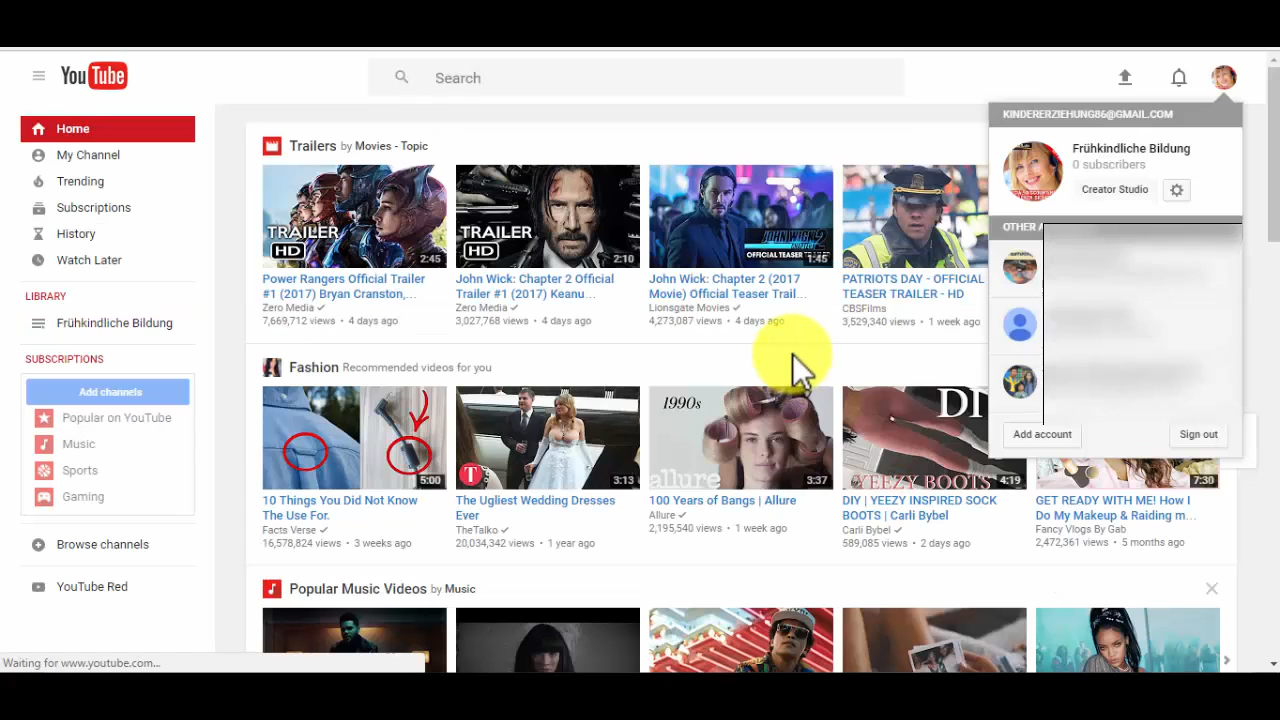 YouTube
Search
Home
My Channel
Trending
Subscriptions
History
Watch Later
LIBRARY
Frühkindliche Bildung
SUBSCRIPTIONS
Add channels
Popular on YouTube
Music
Sports
Gaming
Browse channels
YouTube Red
Trailers by Movies - Topic
TRAILER
HD
2:45
Power Rangers Official Trailer
#1 (2017) Bryan Cranston,...
Zero Media
7,669,712 views • 4 days ago
TRAILER
HD
2:10
John Wick: Chapter 2 Official
Trailer #1 (2017) Keanu...
Zero Media
3,027,768 views • 4 days ago
JOHN WICK 2
OFFICIAL TEASER TRAILER
1:45
John Wick: Chapter 2 (2017
Movie) Official Teaser Trail...
Lionsgate Movies
4,273,087 views • 4 days ago
PATRIOTS DAY - OFFICIAL
TEASER TRAILER - HD
CBSFilms
3,529,340 views • 1 week ago
KINDERERZIEHUNG86@GMAIL.COM
Frühkindliche Bildung
0 subscribers
Creator Studio
OTHER A
Add account
Sign out
Fashion Recommended videos for you
5:00
10 Things You Did Not Know
The Use For.
Facts Verse
16,578,824 views • 3 weeks ago
T
3:13
The Ugliest Wedding Dresses
Ever
TheTalko
20,034,342 views • 1 year ago
1990s
allure
3:37
100 Years of Bangs | Allure
Allure
2,195,540 views • 1 week ago
YEEZY BOOTS
4:19
DIY | YEEZY INSPIRED SOCK
BOOTS | Carli Bybel
Carli Bybel
589,085 views • 2 days ago
7:30
GET READY WITH ME! How I
Do My Makeup & Raiding m...
Fancy Vlogs By Gab
2,472,361 views • 5 months ago
Popular Music Videos by Music
Waiting for www.youtube.com...